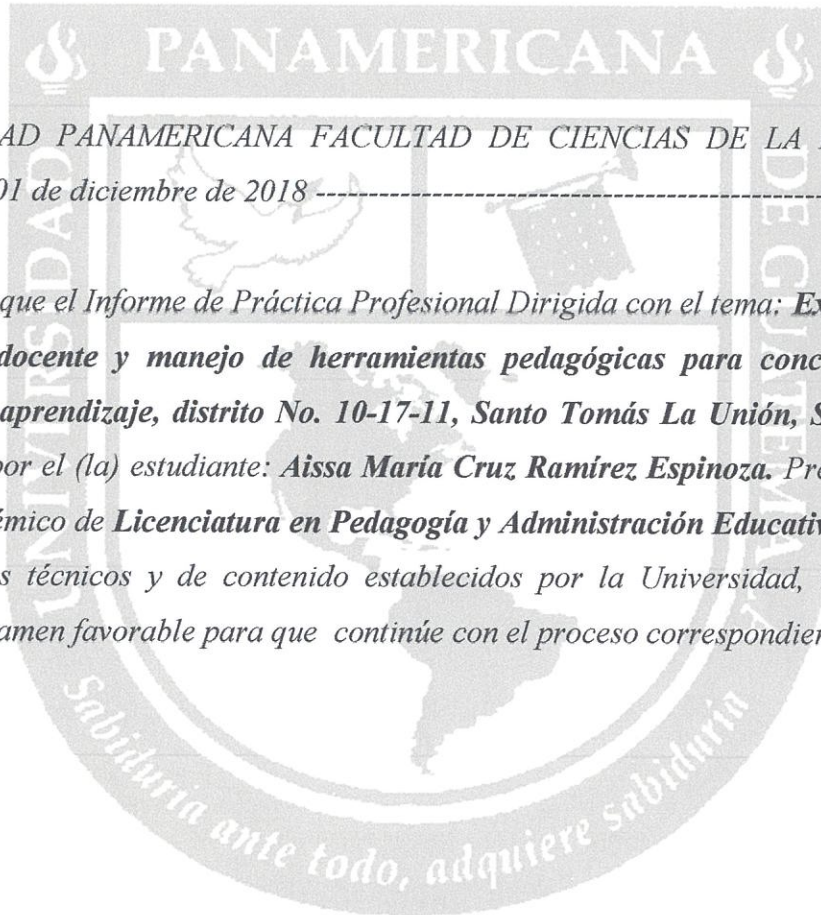 PANAMERICANA
UNIVERSIDAD
DE GUATEMALA
AD PANAMERICANA FACULTAD DE CIENCIAS DE LA
01 de diciembre de 2018 ----------------------------------------
que el Informe de Práctica Profesional Dirigida con el tema: Ex
docente y manejo de herramientas pedagógicas para conc
aprendizaje, distrito No. 10-17-11, Santo Tomás La Unión, S
por el (la) estudiante: Aissa María Cruz Ramírez Espinoza. Pre
émico de Licenciatura en Pedagogía y Administración Educativ
s técnicos y de contenido establecidos por la Universidad,
amen favorable para que continúe con el proceso correspondien
Sabiduría ante todo, adquiere sabiduría